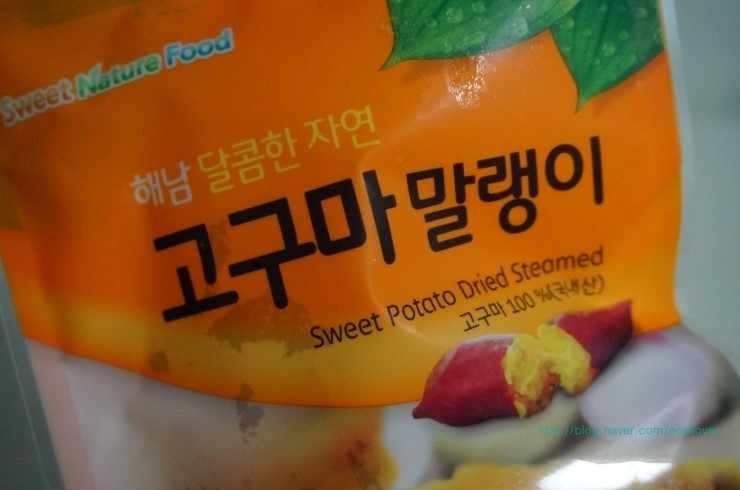 Sweet Nature Food
해남 달콤한 자연
고구마 말랭이
Sweet Potato Dried Steamed
고구마 100 %(국내산)